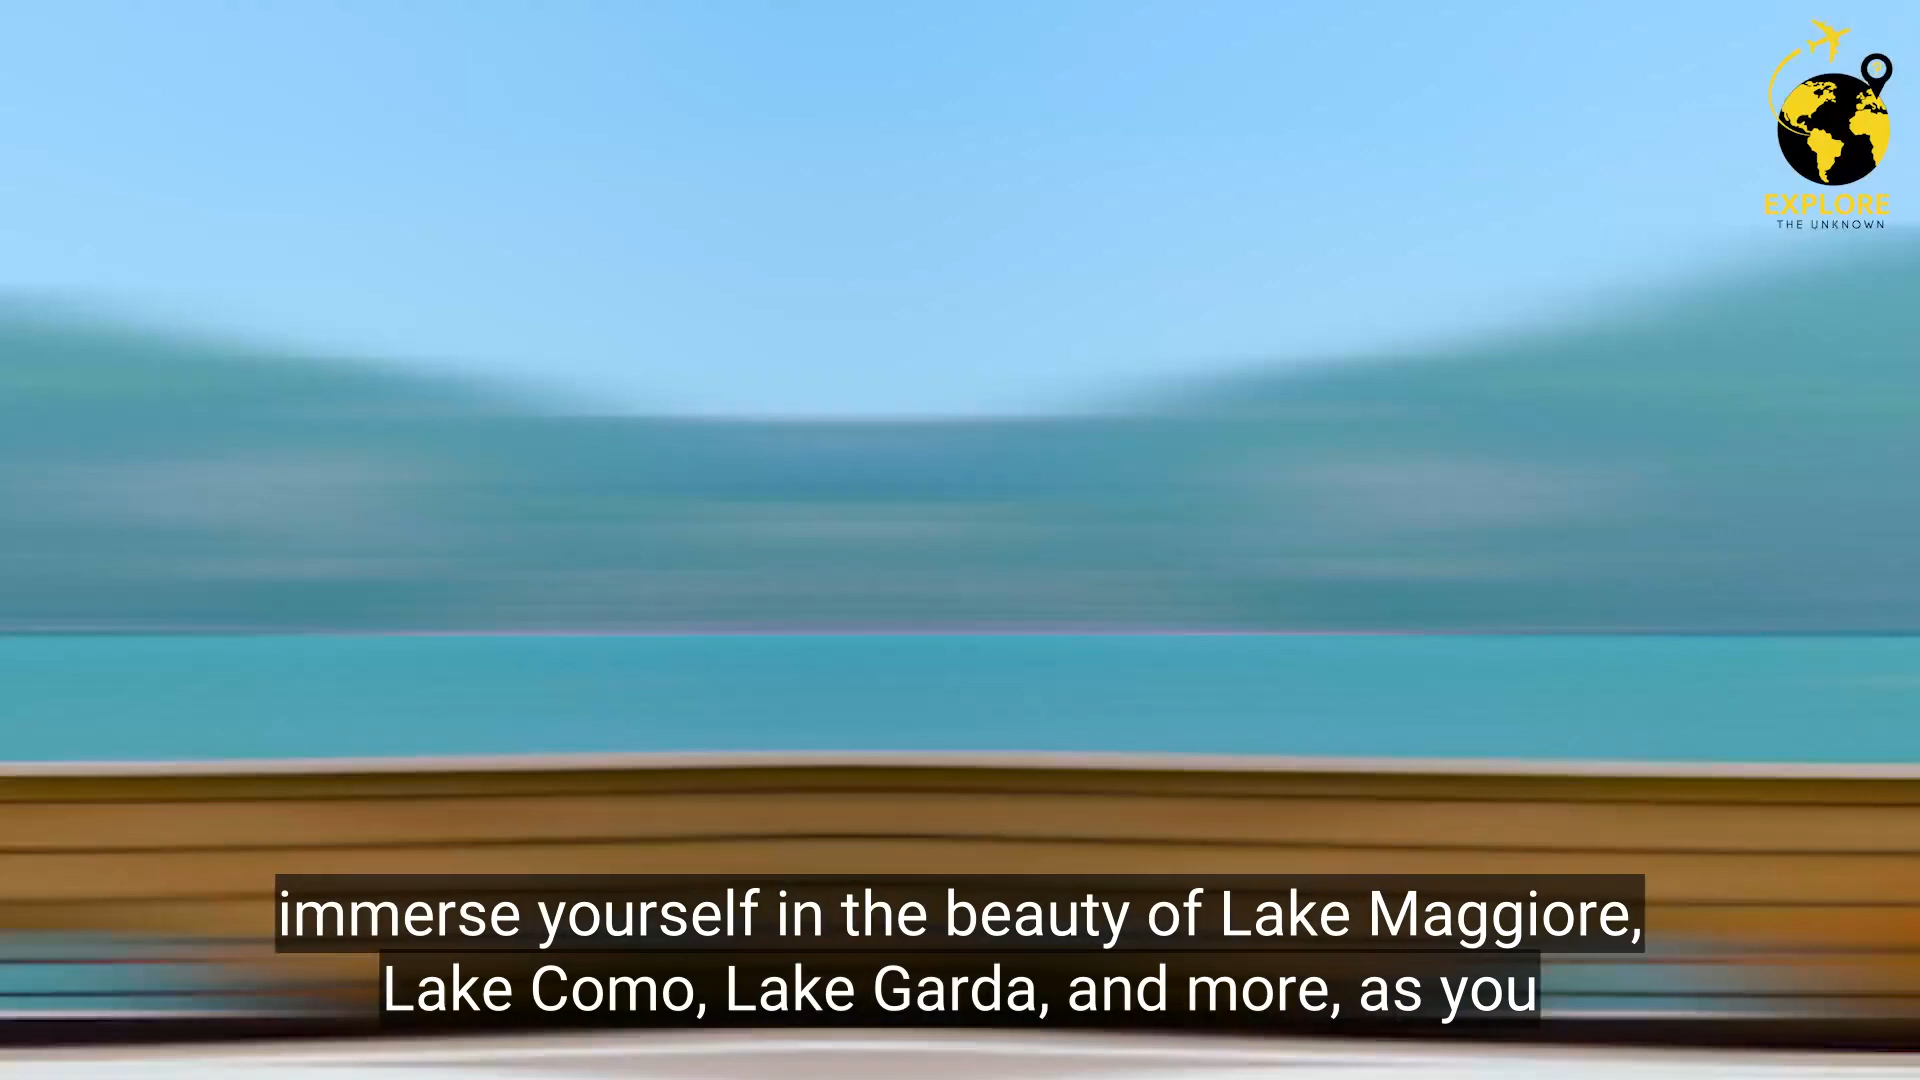 EXPLORE
THE UNKNOWN
immerse yourself in the beauty of Lake Maggiore,
Lake Como, Lake Garda, and more, as you